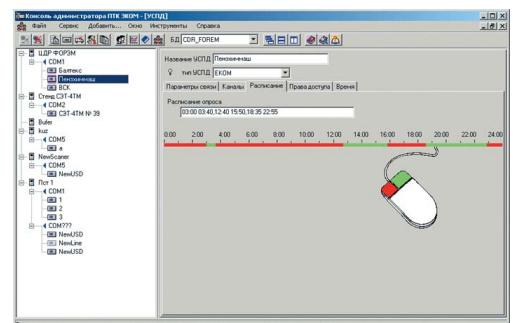 Консоль администратора ПТК ЭКОМ - [УСПД]
Файл Сервис Добавить... Окно Инструменты Справка
БД CDR_FOREM
ЦДР ФОРЭМ
COM1
Балтекс
Пензхиммаш
ВСК
Стенд СЭТ-4ТМ
COM2
СЭТ-4ТМ № 39
Bufer
kuz
COM5
a
NewScaner
COM5
NewUSD
Пст 1
COM1
1
2
3
COM???
NewUSD
NewLine
NewUSD
Название УСПД Пензхиммаш
тип УСПД ЕКОМ
Параметры связи Каналы Расписание Права доступа Время
Расписание опроса
03:00 03:40,12:40 15:50,18:35 22:55
0:00 2:00 4:00 6:00 8:00 10:00 12:00 14:00 16:00 18:00 20:00 22:00 24:00